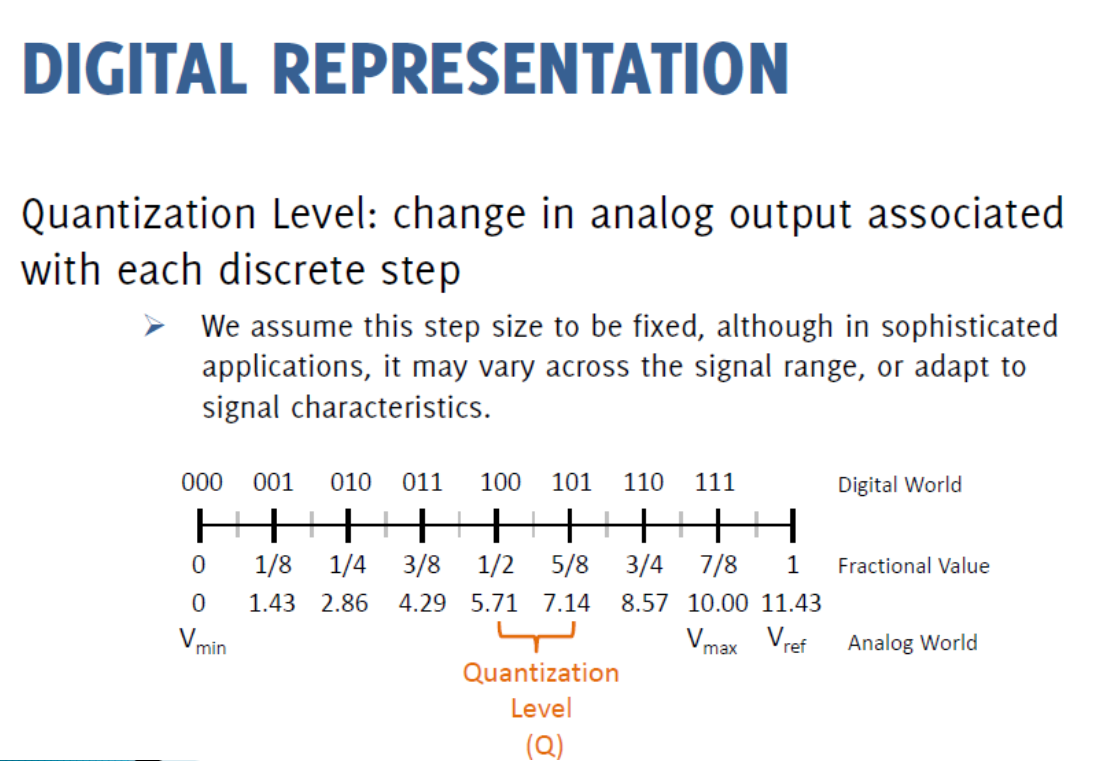 DIGITAL REPRESENTATION
Quantization Level: change in analog output associated
with each discrete step
We assume this step size to be fixed, although in sophisticated
applications, it may vary across the signal range, or adapt to
signal characteristics.
000 001 010 011 100 101 110 111 Digital World
0 1/8 1/4 3/8 1/2 5/8 3/4 7/8 1 Fractional Value
0 1.43 2.86 4.29 5.71 7.14 8.57 10.00 11.43
Vmin Vmax Vref Analog World
Quantization
Level
(Q)